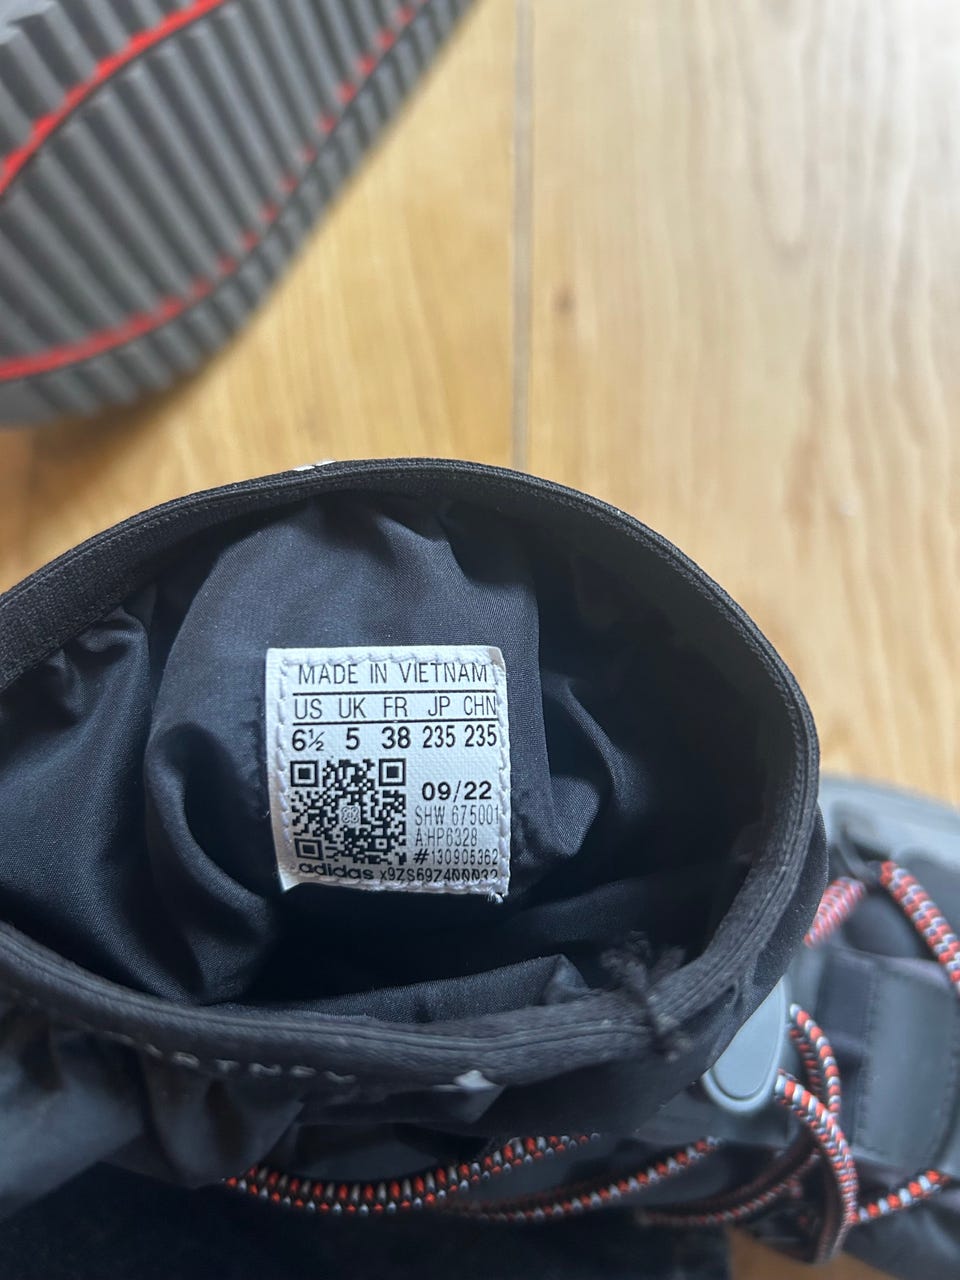 MADE IN VIETNAM
US UK FR JP CHN
6½ 5 38 235 235
09/22
SHW 675001
A:HP6328
#130905362
adidas x9ZS69Z4N0032